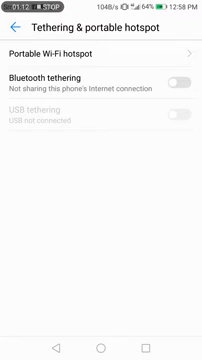 01.12 STOP 104B/s 64% 12:58 PM
Tethering & portable hotspot
Portable Wi-Fi hotspot
Bluetooth tethering
Not sharing this phone's Internet connection
USB tethering
USB not connected